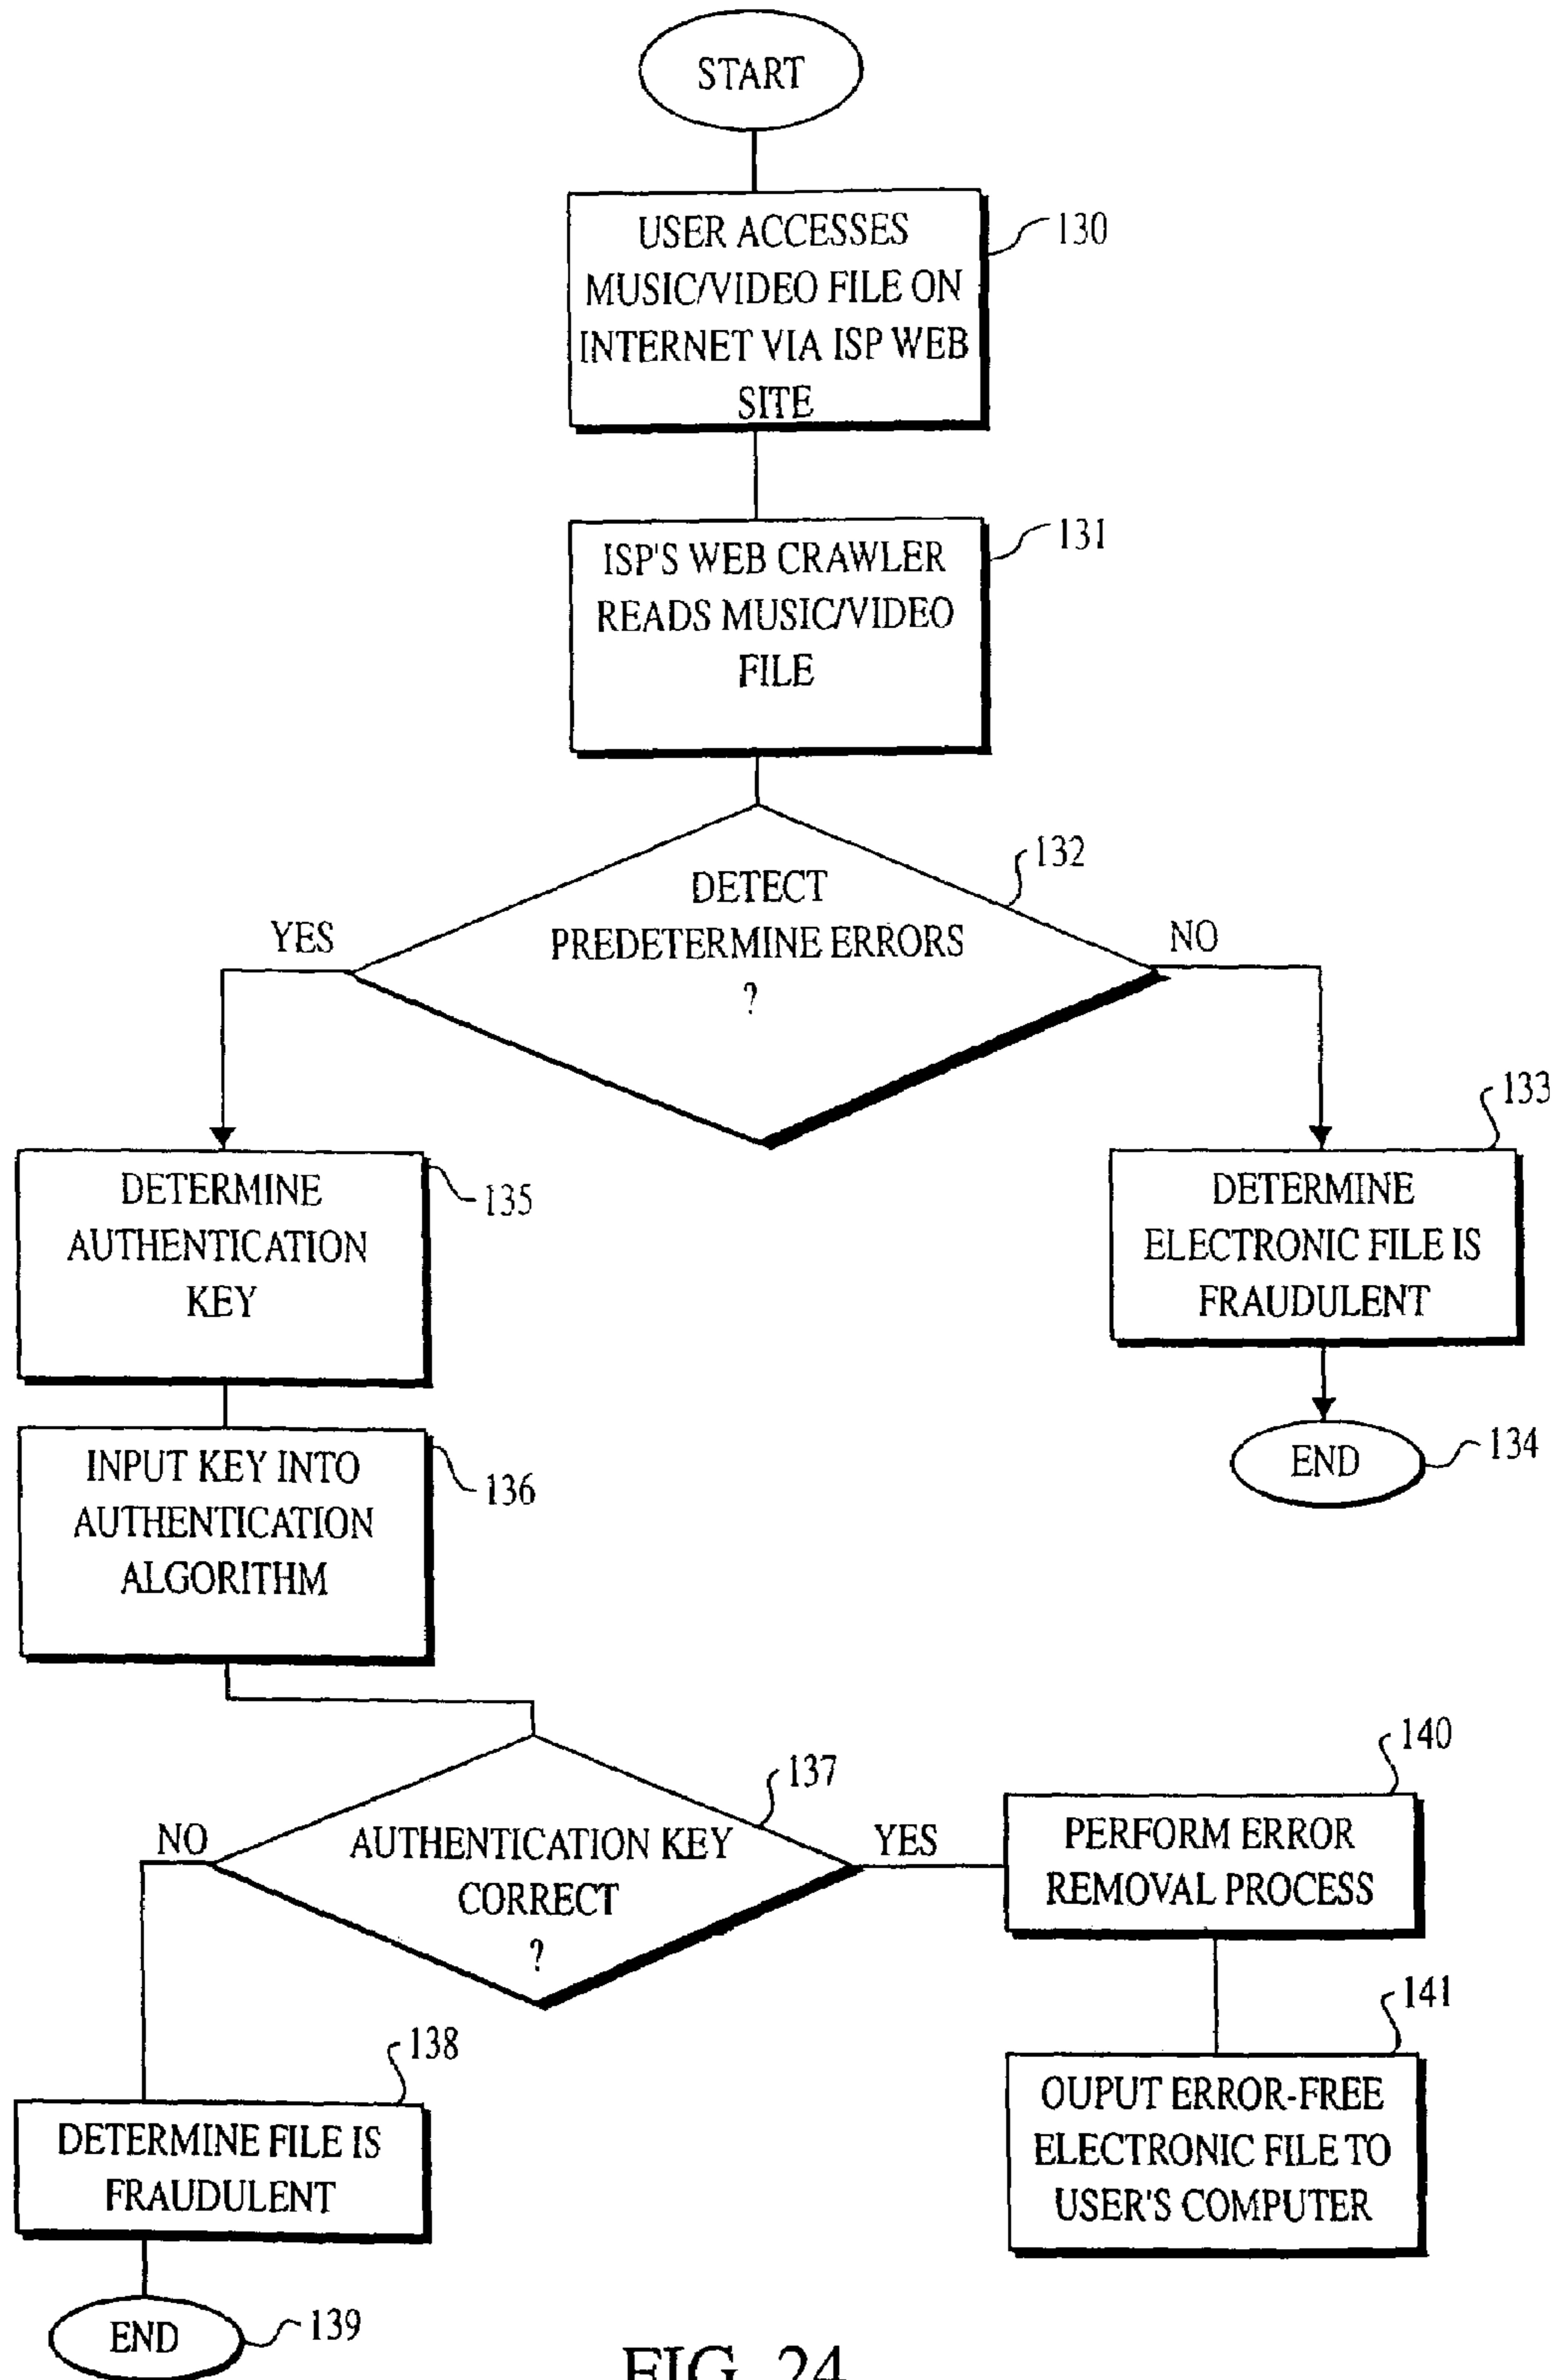 START
USER ACCESSES
MUSIC/VIDEO FILE ON
INTERNET VIA ISP WEB
SITE
130
ISP'S WEB CRAWLER
READS MUSIC/VIDEO
FILE
131
132
DETECT
PREDETERMINE ERRORS
?
YES
NO
133
DETERMINE
AUTHENTICATION
KEY
135
DETERMINE
ELECTRONIC FILE IS
FRAUDULENT
END
134
INPUT KEY INTO
AUTHENTICATION
ALGORITHM
136
137
AUTHENTICATION KEY
CORRECT
?
NO
YES
140
PERFORM ERROR
REMOVAL PROCESS
141
OUPUT ERROR-FREE
ELECTRONIC FILE TO
USER'S COMPUTER
138
DETERMINE FILE IS
FRAUDULENT
END
139
FIG. 24